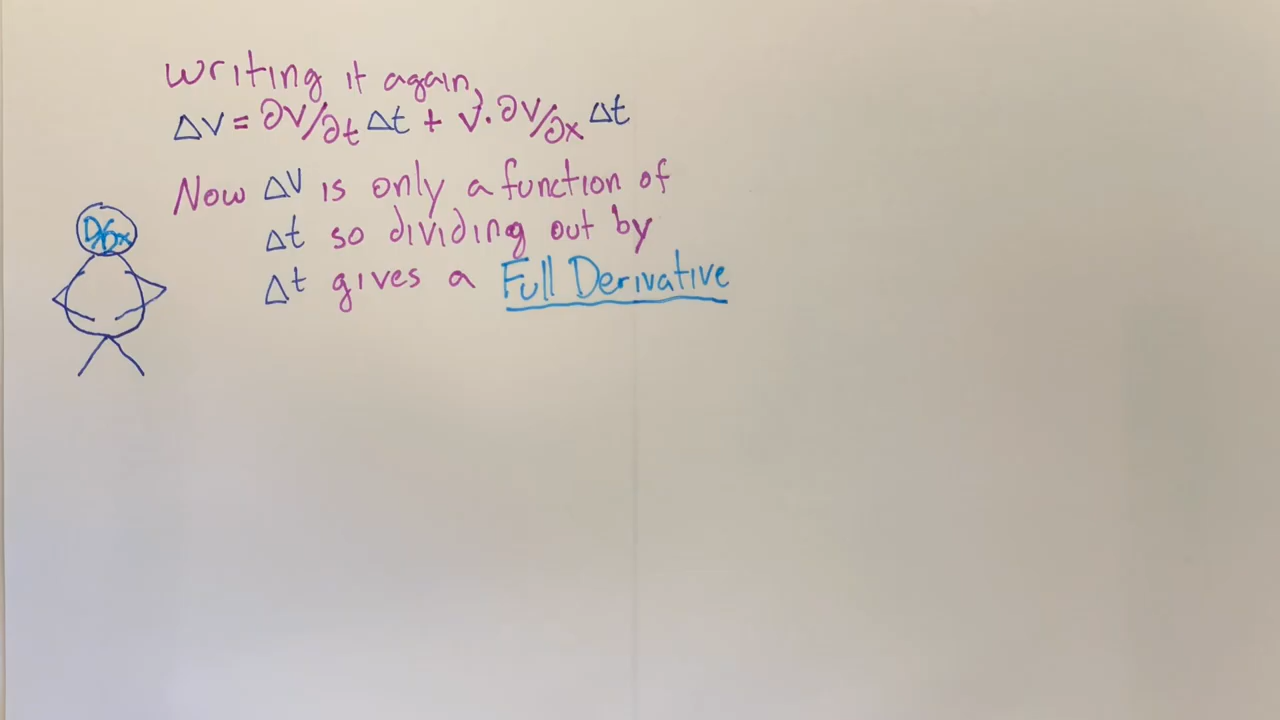 Writing it again,
ΔV = ∂V/∂t Δt + V⃗·∂V/∂x Δt
Now ΔV is only a function of
Δt so dividing out by
Δt gives a Full Derivative